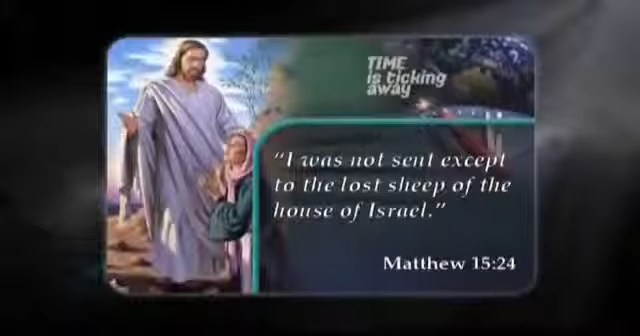 TIME
is ticking
away
"I was not sent except
to the lost sheep of the
house of Israel."
Matthew 15:24